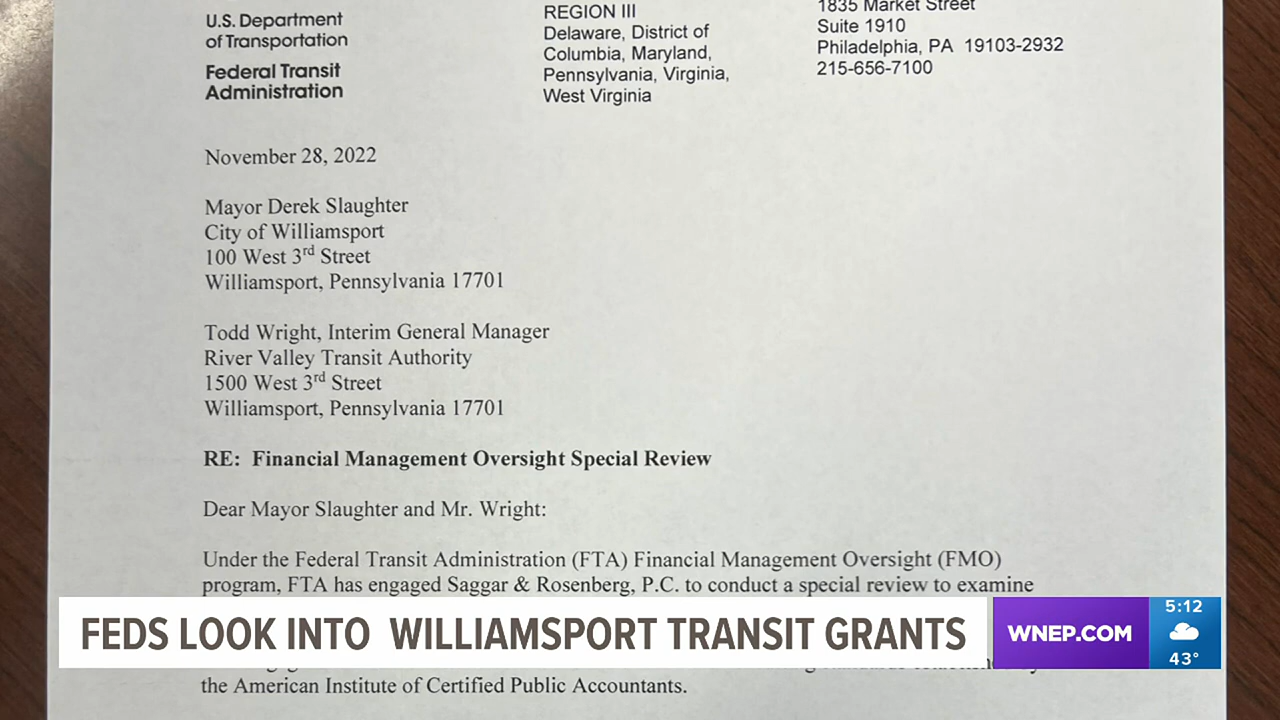 U.S. Department
of Transportation
Federal Transit
Administration
REGION III
Delaware, District of
Columbia, Maryland,
Pennsylvania, Virginia,
West Virginia
1835 Market Street
Suite 1910
Philadelphia, PA 19103-2932
215-656-7100
November 28, 2022
Mayor Derek Slaughter
City of Williamsport
100 West 3rd Street
Williamsport, Pennsylvania 17701
Todd Wright, Interim General Manager
River Valley Transit Authority
1500 West 3rd Street
Williamsport, Pennsylvania 17701
RE: Financial Management Oversight Special Review
Dear Mayor Slaughter and Mr. Wright:
Under the Federal Transit Administration (FTA) Financial Management Oversight (FMO)
program, FTA has engaged Saggar & Rosenberg, P.C. to conduct a special review to examine
the American Institute of Certified Public Accountants.
FEDS LOOK INTO WILLIAMSPORT TRANSIT GRANTS
WNEP.COM
5:12
43°